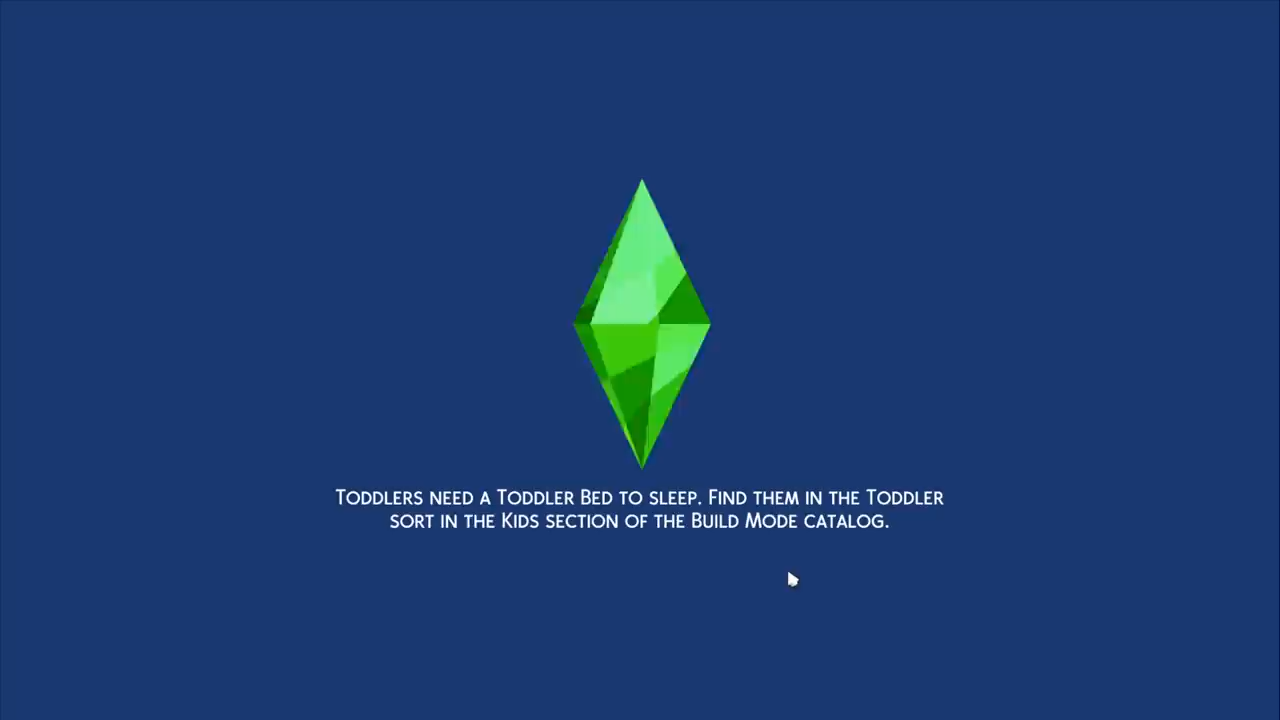 Toddlers need a Toddler Bed to sleep. Find them in the Toddler
sort in the Kids section of the Build Mode catalog.